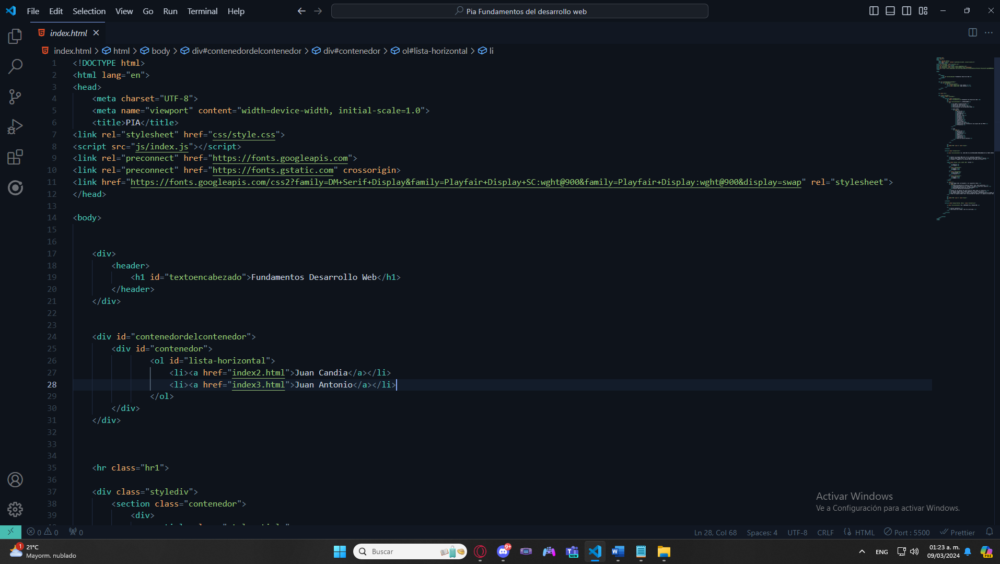 File Edit Selection View Go Run Terminal Help
Pia Fundamentos del desarrollo web
index.html
index.html > html > body > div#contenedordelcontenedor > div#contenedor > ol#lista-horizontal > li
1 <!DOCTYPE html>
2 <html lang="en">
3 <head>
4 <meta charset="UTF-8">
5 <meta name="viewport" content="width=device-width, initial-scale=1.0">
6 <title>PIA</title>
7 <link rel="stylesheet" href="css/style.css">
8 <script src="js/index.js"></script>
9 <link rel="preconnect" href="https://fonts.googleapis.com">
10 <link rel="preconnect" href="https://fonts.gstatic.com" crossorigin>
11 <link href="https://fonts.googleapis.com/css2?family=DM+Serif+Display&family=Playfair+Display+SC:wght@900&family=Playfair+Display:wght@900&display=swap" rel="stylesheet">
12 </head>
13
14 <body>
15
16
17 <div>
18 <header>
19 <h1 id="textoencabezado">Fundamentos Desarrollo Web</h1>
20 </header>
21 </div>
22
23
24 <div id="contenedordelcontenedor">
25 <div id="contenedor">
26 <ol id="lista-horizontal">
27 <li><a href="index2.html">Juan Candia</a></li>
28 <li><a href="index3.html">Juan Antonio</a></li>
29 </ol>
30 </div>
31 </div>
32
33
34
35 <hr class="hr1">
36
37 <div class="stylediv">
38 <section class="contenedor">
39 <div>
Activar Windows
Ve a Configuración para activar Windows.
0 0 0
Ln 28, Col 68 Spaces: 4 UTF-8 CRLF HTML Port : 5500 Prettier
1
21°C
Mayorm. nublado
Buscar
9+
NEW
ENG
01:23 a. m.
09/03/2024
PRE